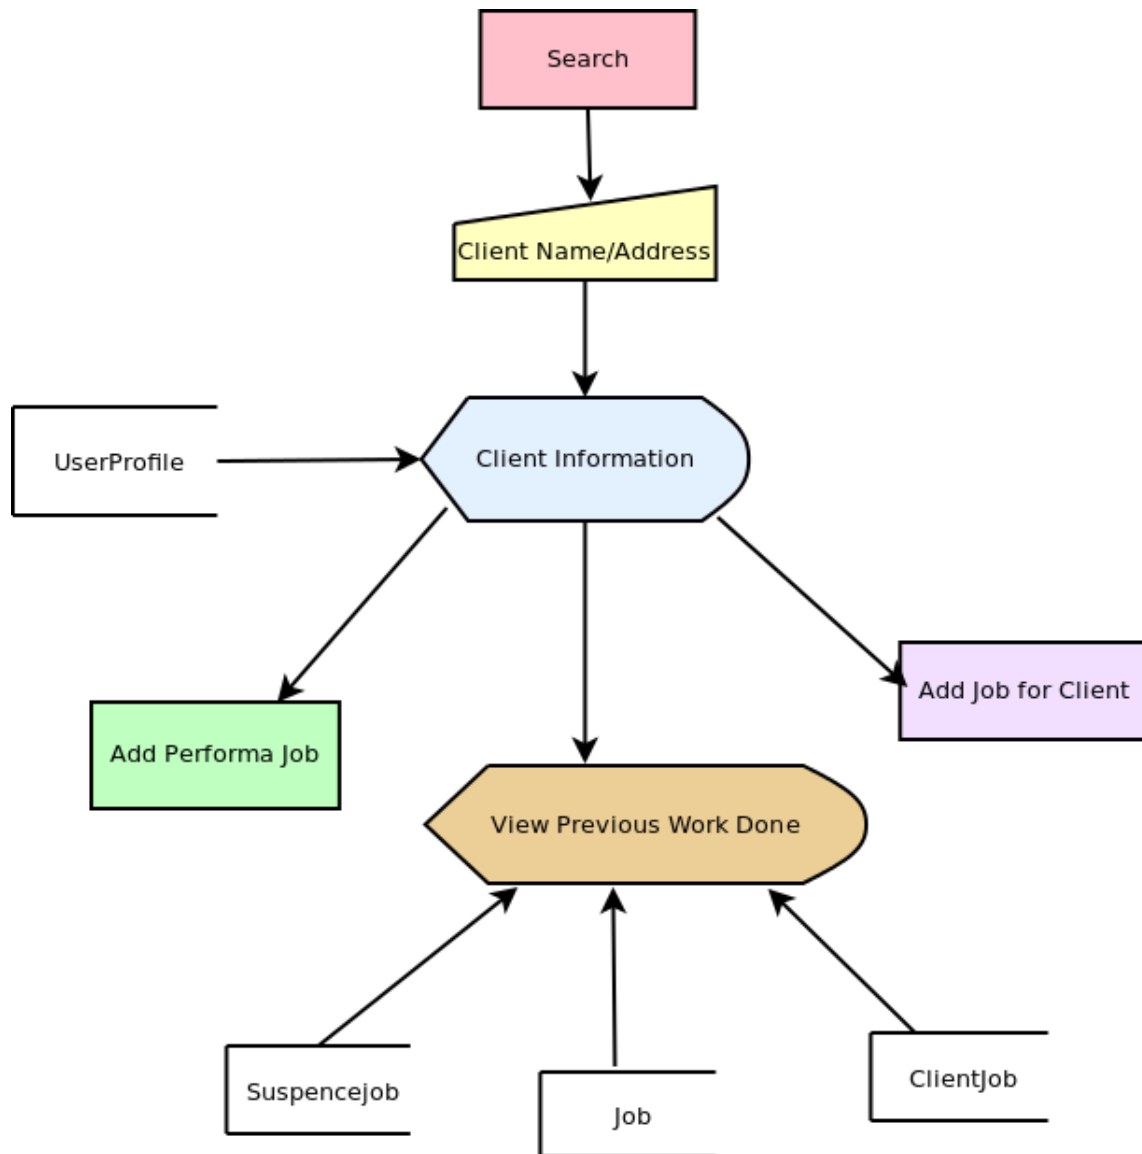 Search
Client Name/Address
UserProfile
Client Information
Add Job for Client
Add Performa Job
View Previous Work Done
SuspenceJob
Job
ClientJob